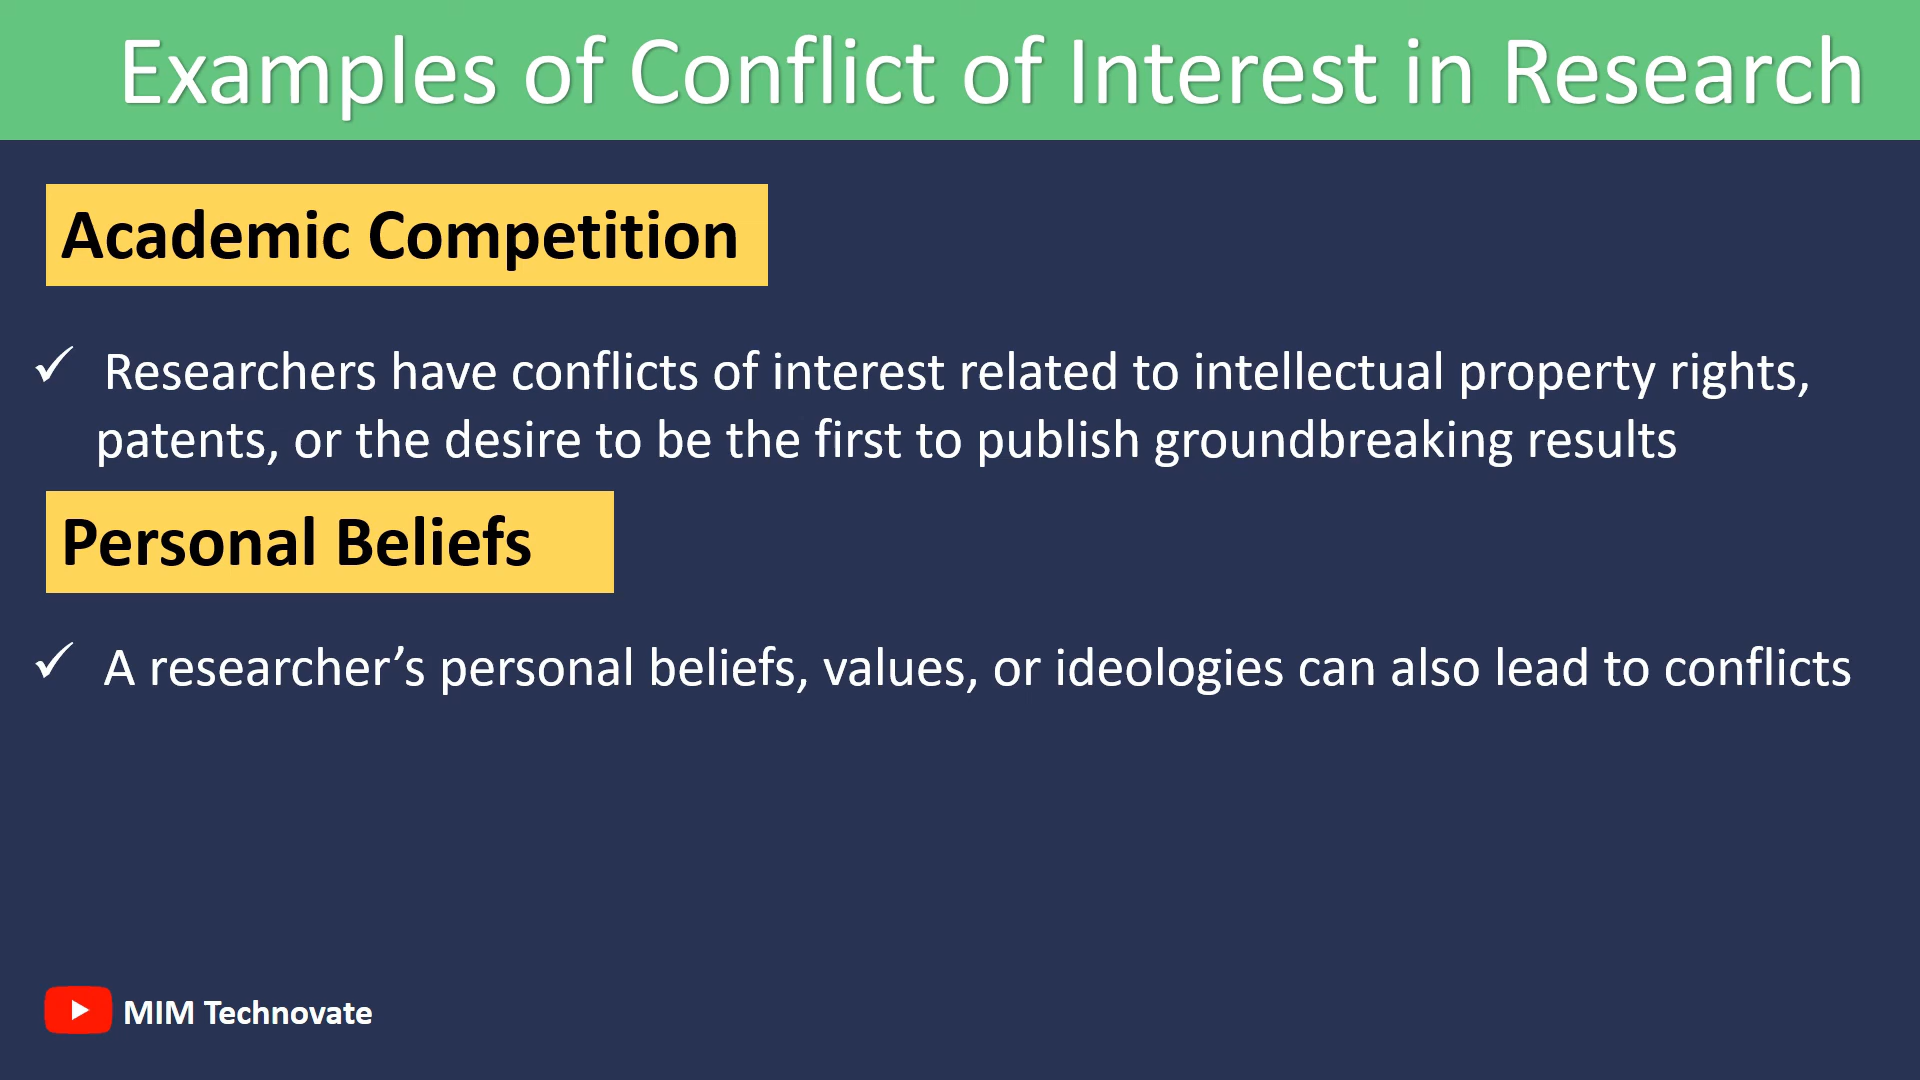 Examples of Conflict of Interest in Research
Academic Competition
✓ Researchers have conflicts of interest related to intellectual property rights,
patents, or the desire to be the first to publish groundbreaking results
Personal Beliefs
✓ A researcher’s personal beliefs, values, or ideologies can also lead to conflicts
MIM Technovate